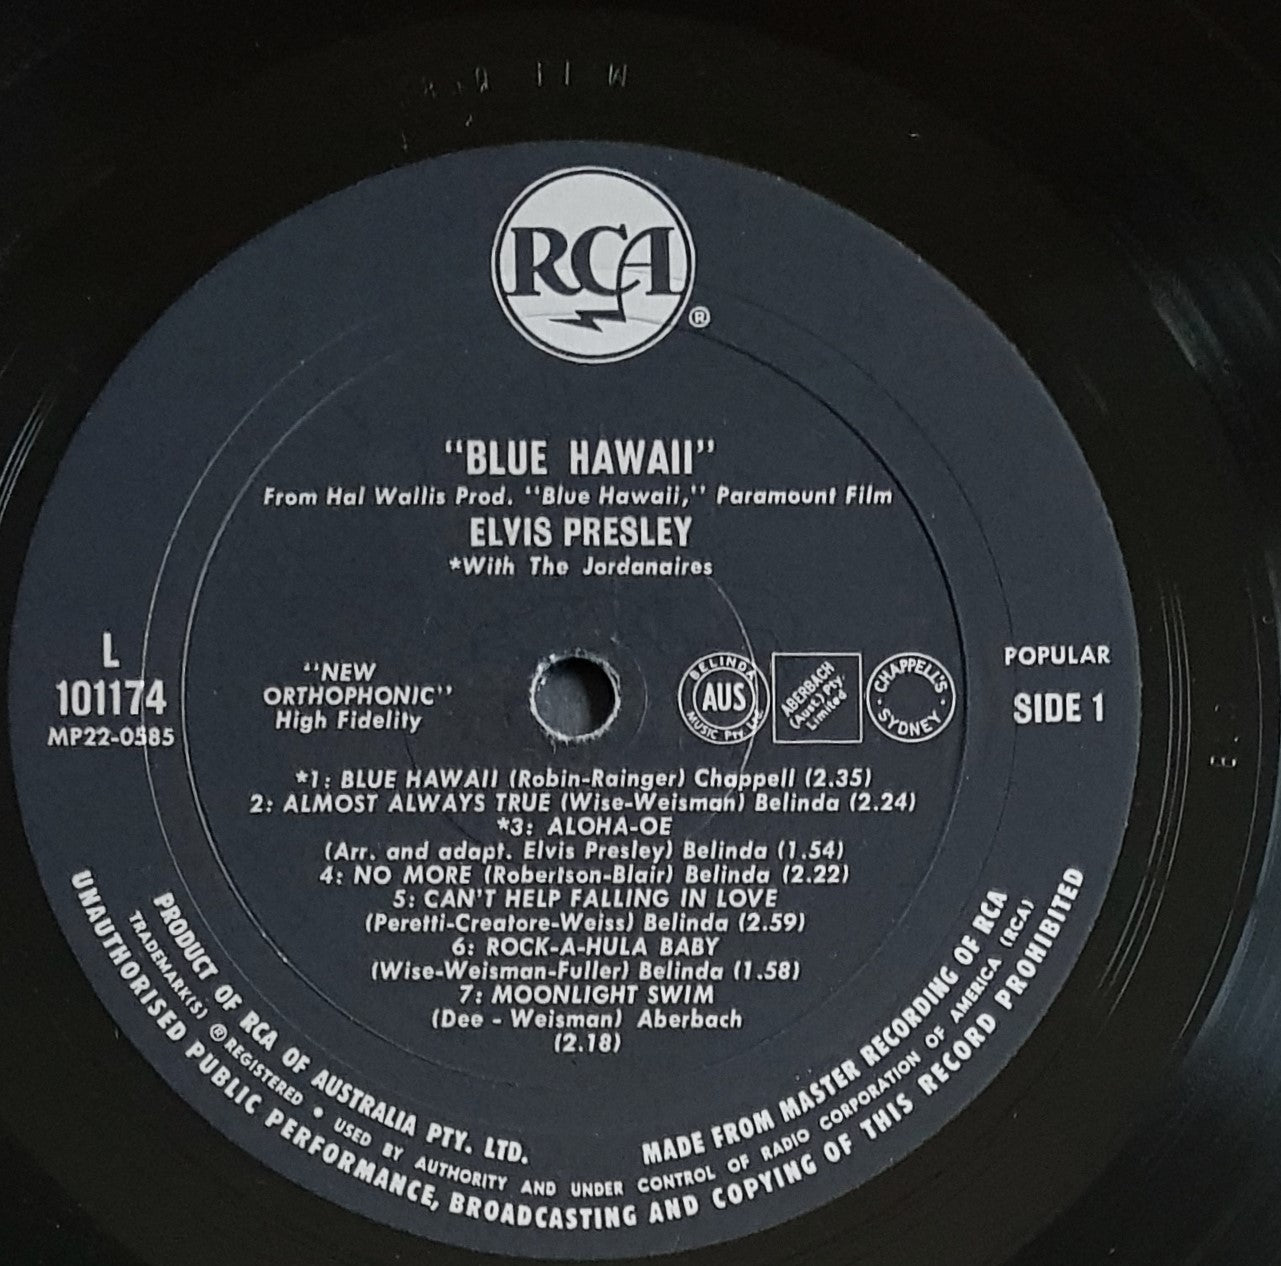 RCA
®
"BLUE HAWAII"
From Hal Wallis Prod. "Blue Hawaii," Paramount Film
ELVIS PRESLEY
*With The Jordanaires
L
101174
MP22-0585
"NEW
ORTHOPHONIC"
High Fidelity
BELINDA
AUS
MUSIC Pty Ltd
ABERBACH
(Aust.) Pty.
Limited
CHAPPELL'S
SYDNEY
POPULAR
SIDE 1
*1: BLUE HAWAII (Robin-Rainger) Chappell (2.35)
2: ALMOST ALWAYS TRUE (Wise-Weisman) Belinda (2.24)
*3: ALOHA-OE
(Arr. and adapt. Elvis Presley) Belinda (1.54)
4: NO MORE (Robertson-Blair) Belinda (2.22)
5: CAN'T HELP FALLING IN LOVE
(Peretti-Creatore-Weiss) Belinda (2.59)
6: ROCK-A-HULA BABY
(Wise-Weisman-Fuller) Belinda (1.58)
7: MOONLIGHT SWIM
(Dee - Weisman) Aberbach
(2.18)
PRODUCT OF RCA OF AUSTRALIA PTY. LTD.
MADE FROM MASTER RECORDING OF RCA
TRADEMARK(S) ® REGISTERED • USED BY AUTHORITY AND UNDER CONTROL OF RADIO CORPORATION OF AMERICA (RCA)
UNAUTHORISED PUBLIC PERFORMANCE, BROADCASTING AND COPYING OF THIS RECORD PROHIBITED